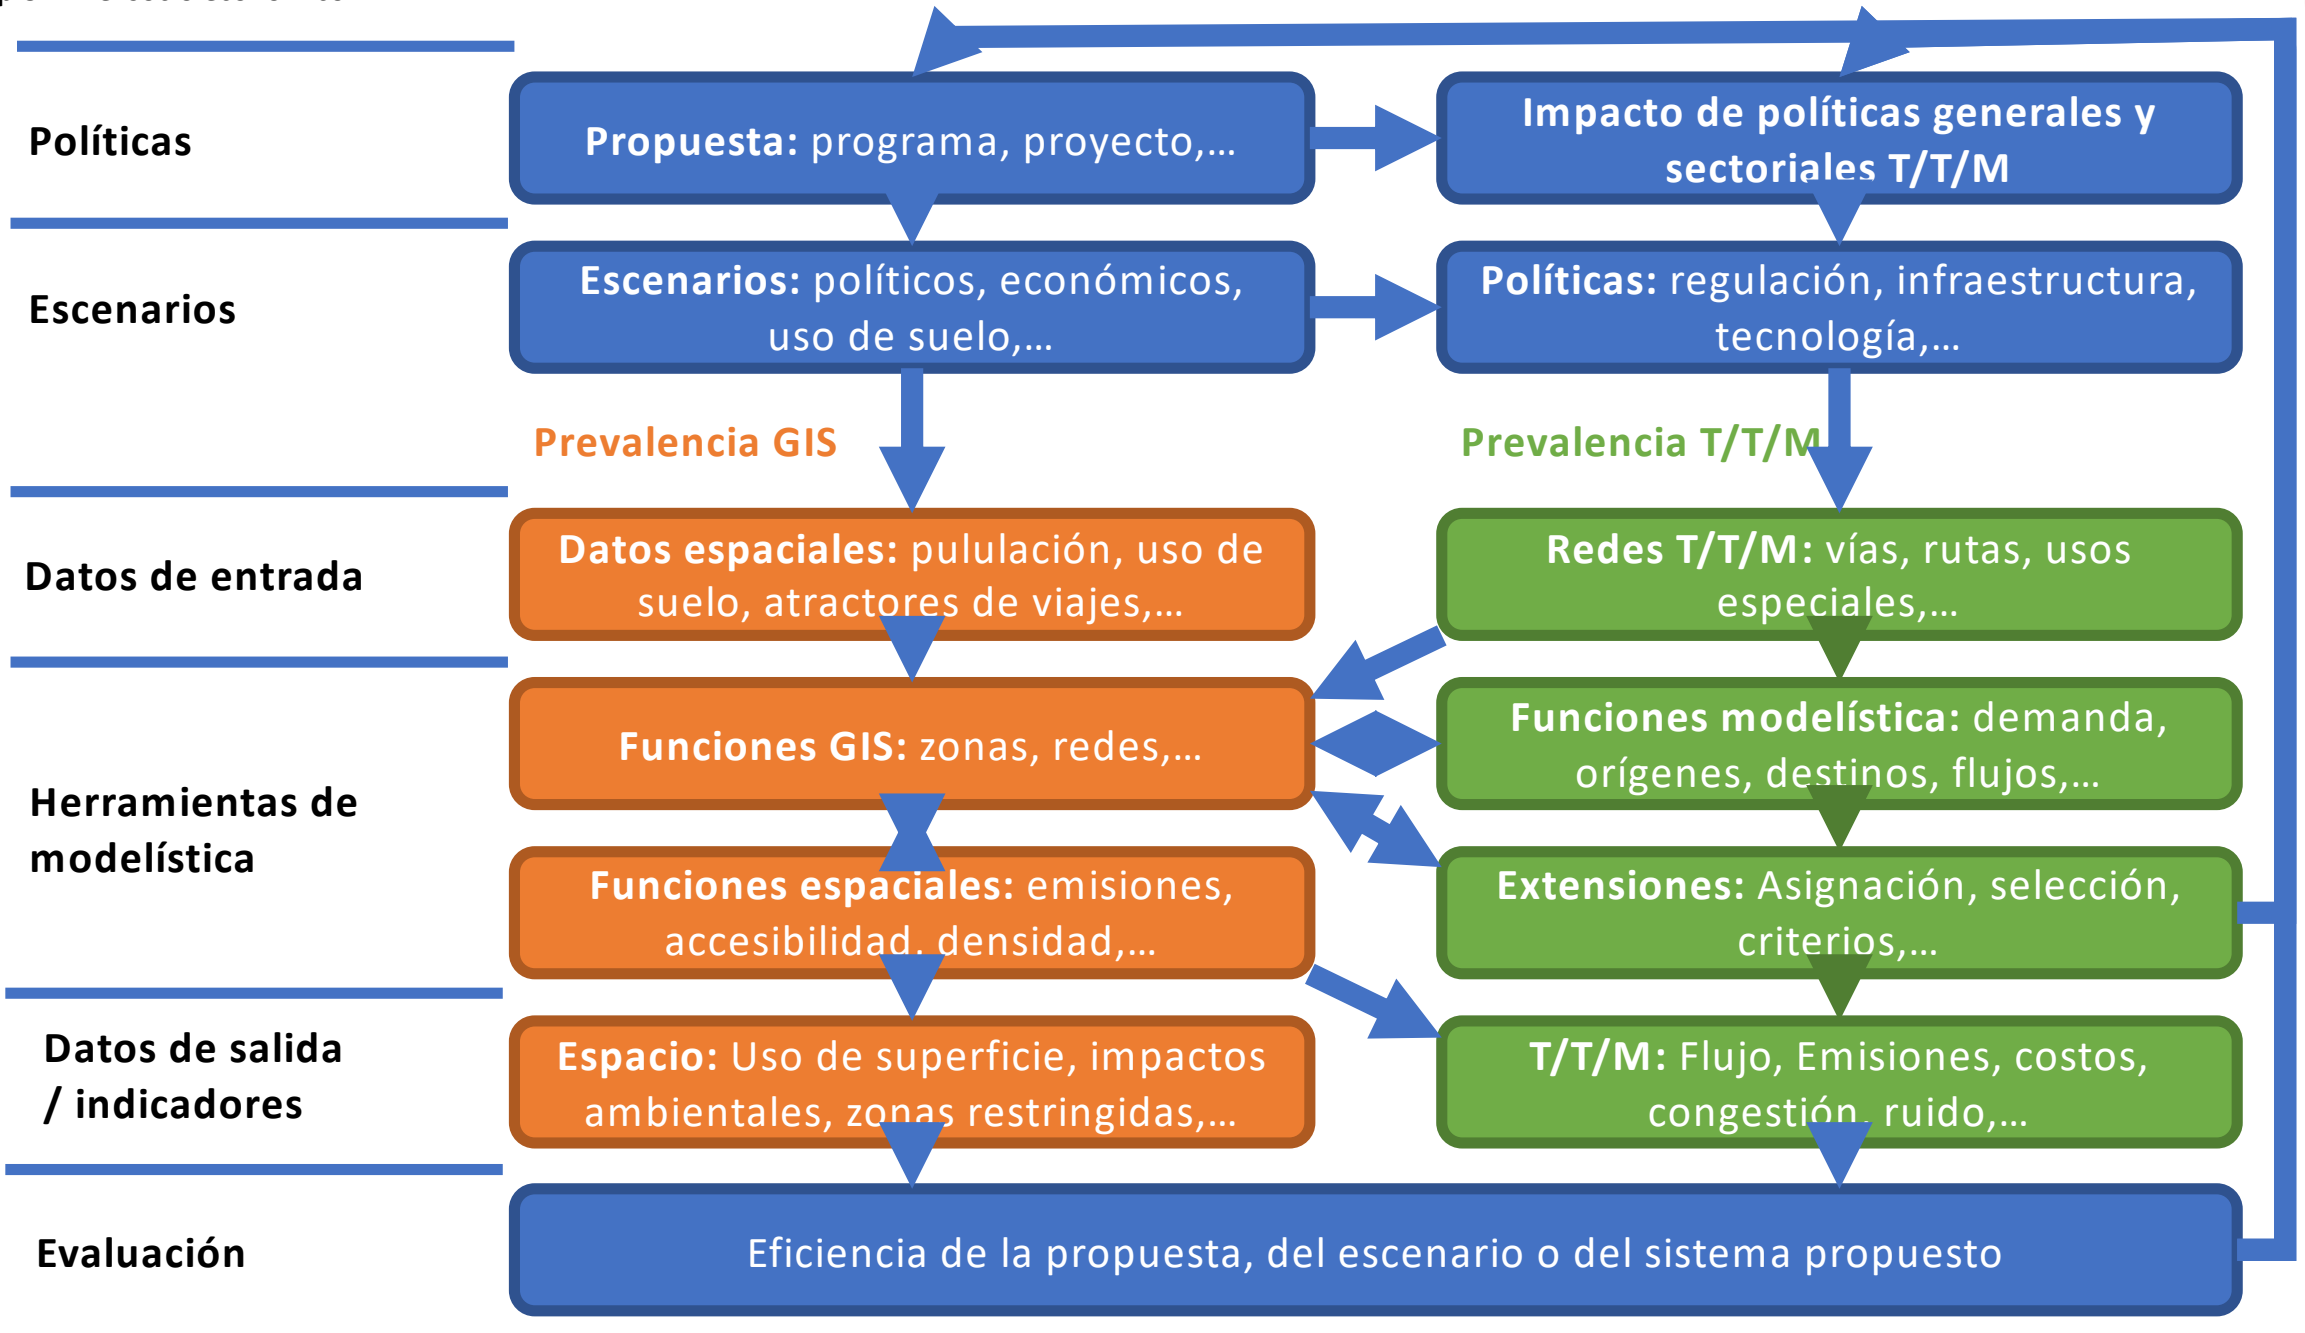 Políticas
Propuesta: programa, proyecto,...
Impacto de políticas generales y
sectoriales T/T/M
Escenarios
Escenarios: políticos, económicos,
uso de suelo,...
Políticas: regulación, infraestructura,
tecnología,...
Prevalencia GIS
Prevalencia T/T/M
Datos de entrada
Datos espaciales: pululación, uso de
suelo, atractores de viajes,...
Redes T/T/M: vías, rutas, usos
especiales,...
Herramientas de
modelística
Funciones GIS: zonas, redes,...
Funciones modelística: demanda,
orígenes, destinos, flujos,...
Funciones espaciales: emisiones,
accesibilidad, densidad,...
Extensiones: Asignación, selección,
criterios,...
Datos de salida
/ indicadores
Espacio: Uso de superficie, impactos
ambientales, zonas restringidas,...
T/T/M: Flujo, Emisiones, costos,
congestión, ruido,...
Evaluación
Eficiencia de la propuesta, del escenario o del sistema propuesto